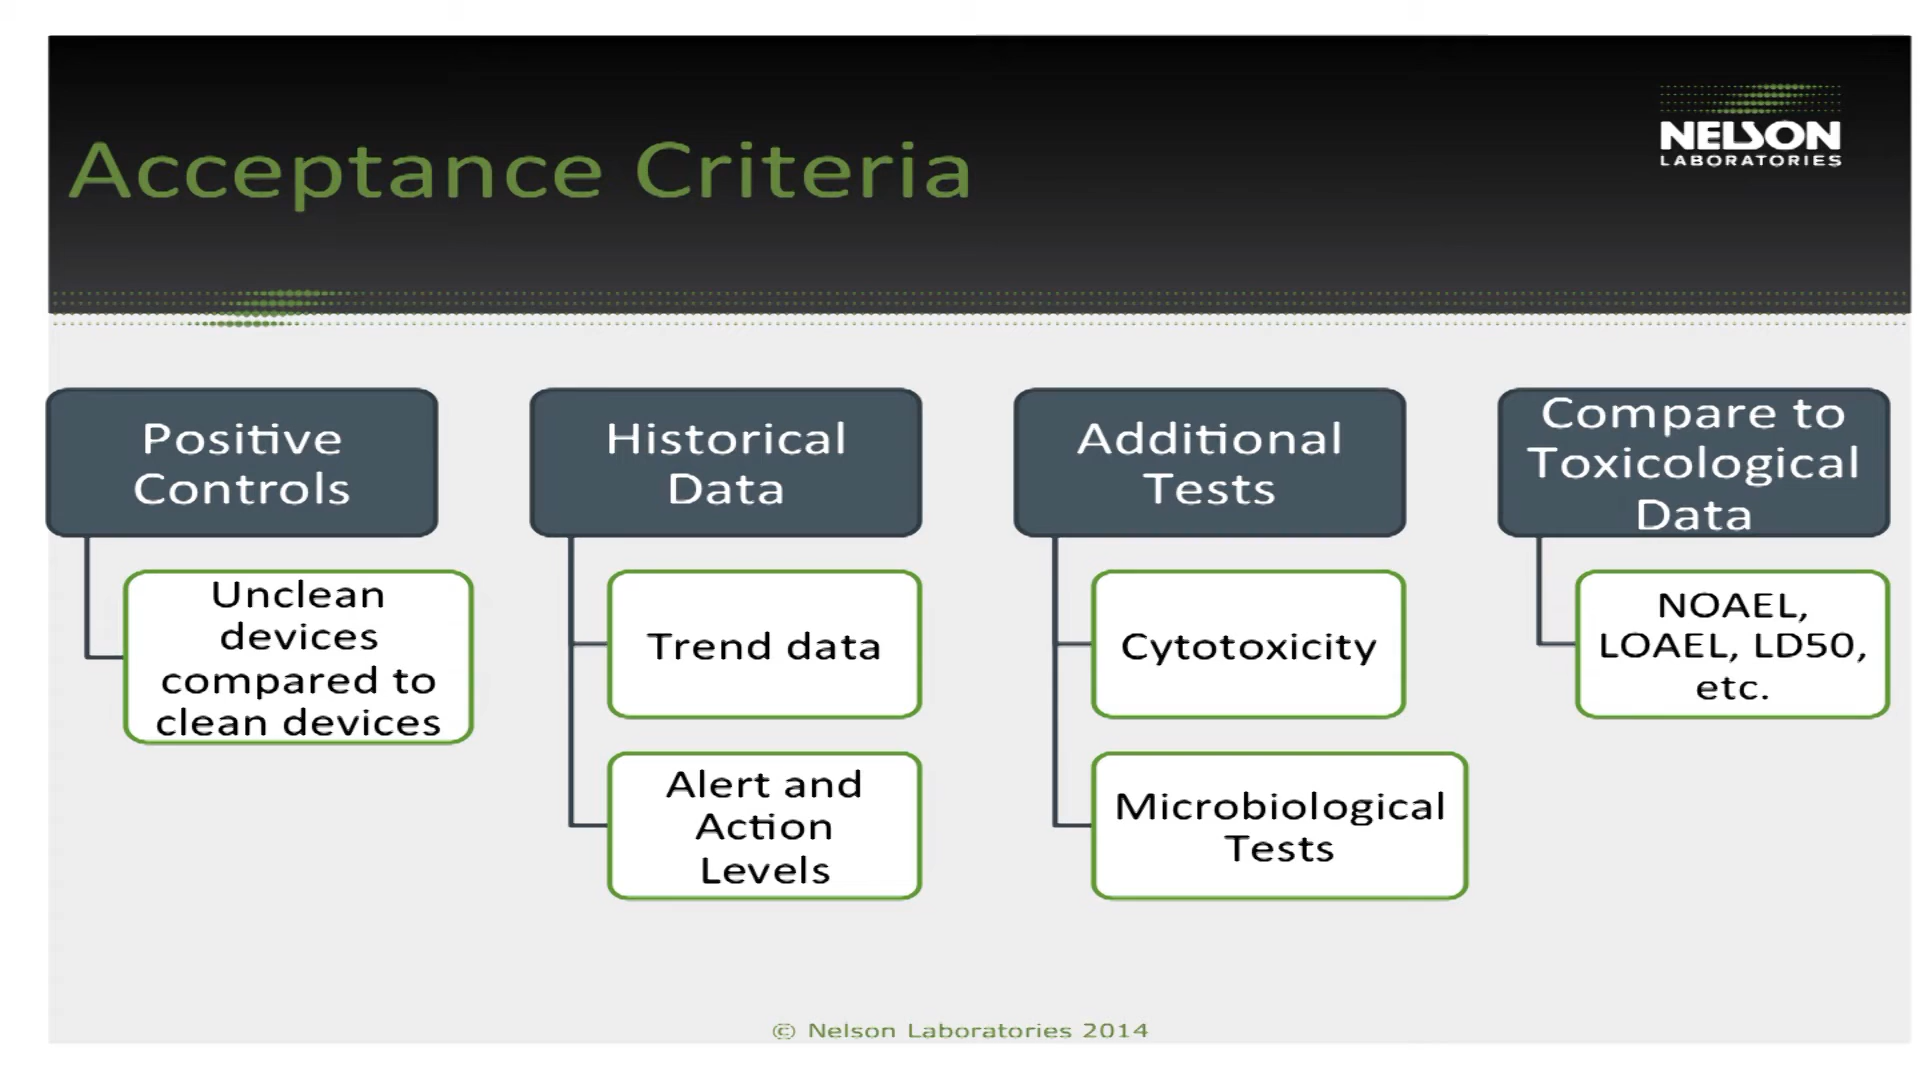 Acceptance Criteria
NELSON
LABORATORIES
Positive
Controls
Unclean
devices
compared to
clean devices
Historical
Data
Trend data
Alert and
Action
Levels
Additional
Tests
Cytotoxicity
Microbiological
Tests
Compare to
Toxicological
Data
NOAEL,
LOAEL, LD50,
etc.
© Nelson Laboratories 2014